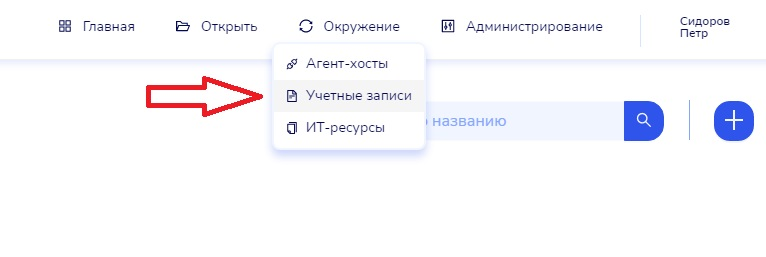 Главная
Открыть
Окружение
Администрирование
Сидоров
Петр
Агент-хосты
Учетные записи
ИТ-ресурсы
названию